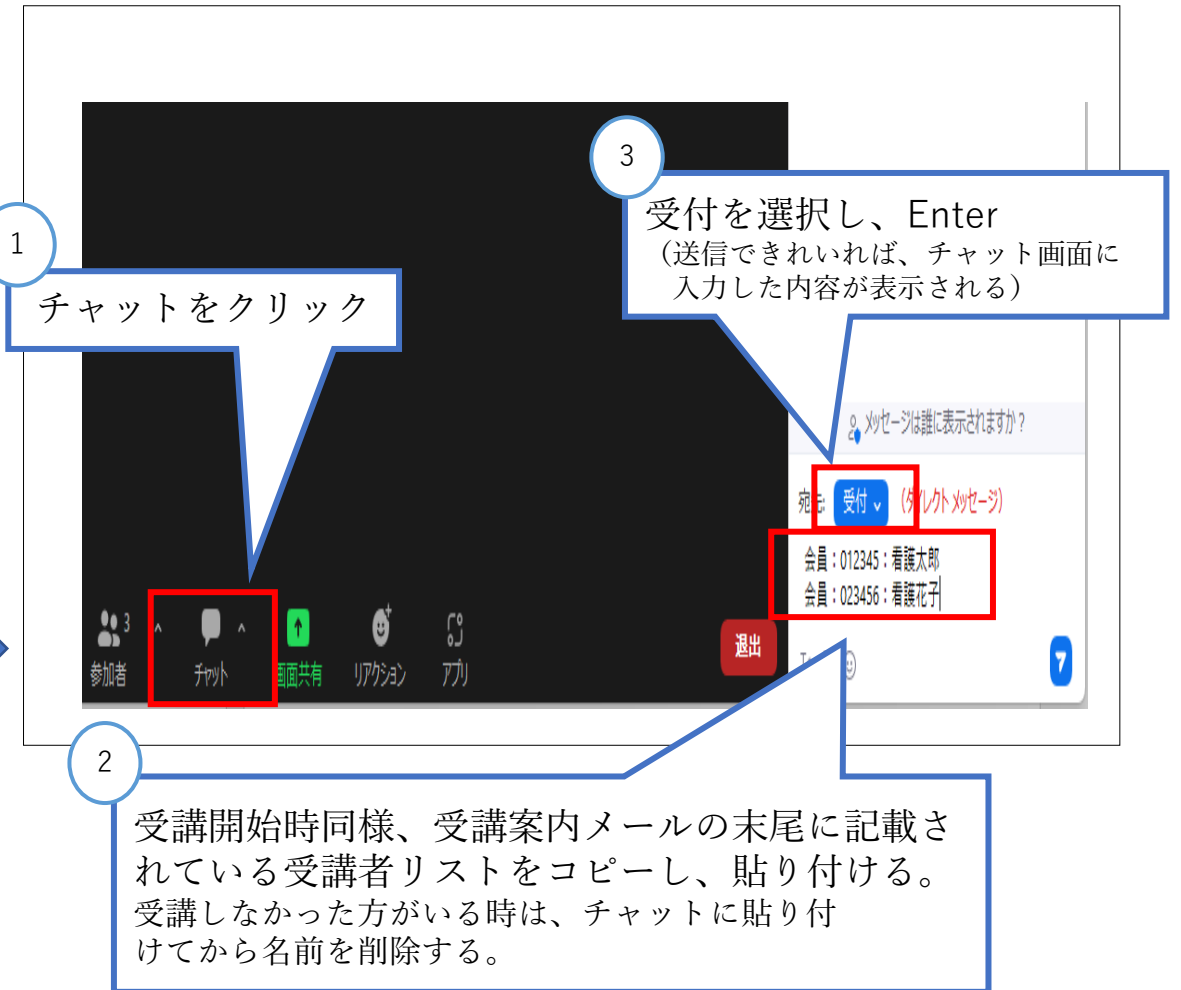 1
チャットをクリック
3
受付を選択し、Enter
（送信できれいれば、チャット画面に
入力した内容が表示される）
メッセージは誰に表示されますか？
宛先: 受付 (ダイレクト メッセージ)
会員：012345：看護太郎
会員：023456：看護花子
3
参加者
チャット
画面共有
リアクション
アプリ
退出
2
受講開始時同様、受講案内メールの末尾に記載さ
れている受講者リストをコピーし、貼り付ける。
受講しなかった方がいる時は、チャットに貼り付
けてから名前を削除する。